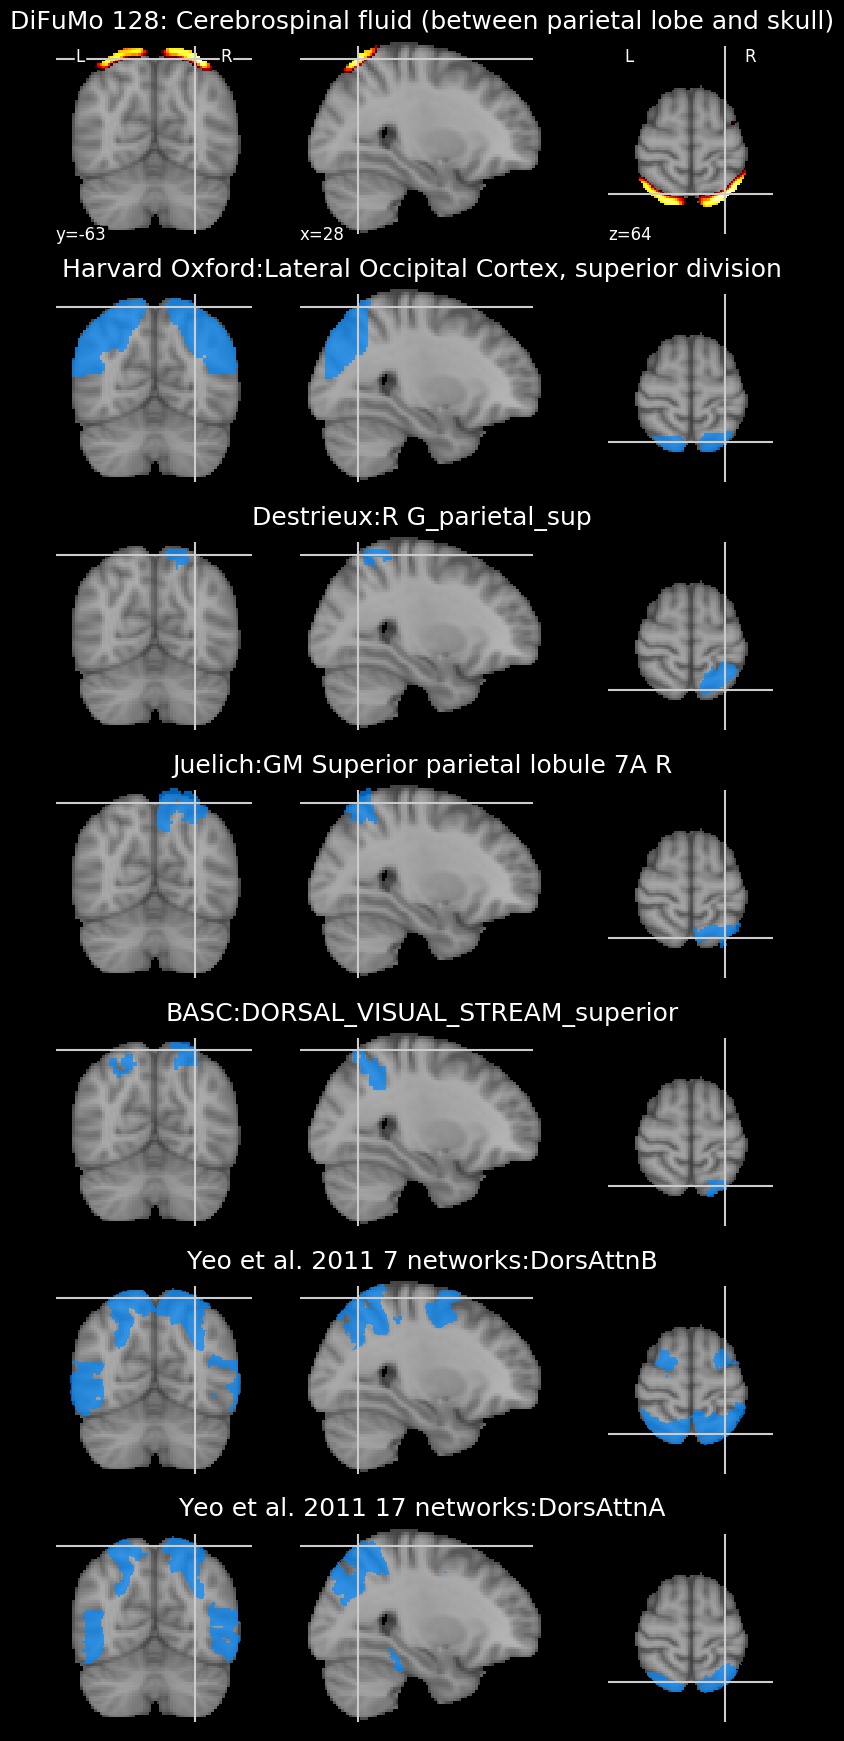 DiFuMo 128: Cerebrospinal fluid (between parietal lobe and skull)
L R L R
y=-63 x=28 z=64
Harvard Oxford:Lateral Occipital Cortex, superior division
Destrieux:R G_parietal_sup
Juelich:GM Superior parietal lobule 7A R
BASC:DORSAL_VISUAL_STREAM_superior
Yeo et al. 2011 7 networks:DorsAttnB
Yeo et al. 2011 17 networks:DorsAttnA